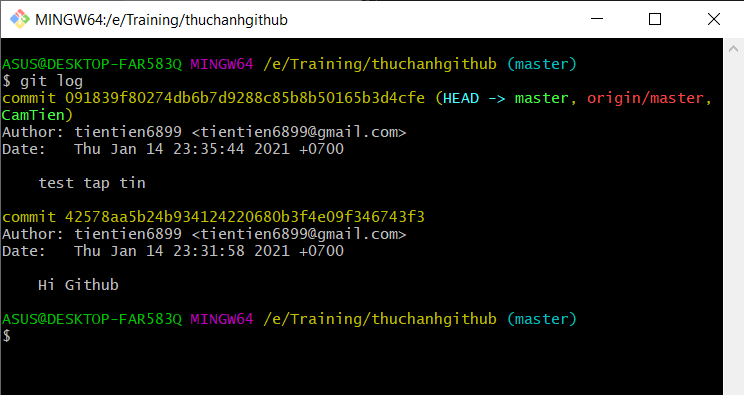 MINGW64:/e/Training/thuchanhgithub
ASUS@DESKTOP-FAR583Q MINGW64 /e/Training/thuchanhgithub (master)
$ git log
commit 091839f80274db6b7d9288c85b8b50165b3d4cfe (HEAD -> master, origin/master,
CamTien)
Author: tientien6899 <tientien6899@gmail.com>
Date:   Thu Jan 14 23:35:44 2021 +0700
    test tap tin
commit 42578aa5b24b934124220680b3f4e09f346743f3
Author: tientien6899 <tientien6899@gmail.com>
Date:   Thu Jan 14 23:31:58 2021 +0700
    Hi Github
ASUS@DESKTOP-FAR583Q MINGW64 /e/Training/thuchanhgithub (master)
$